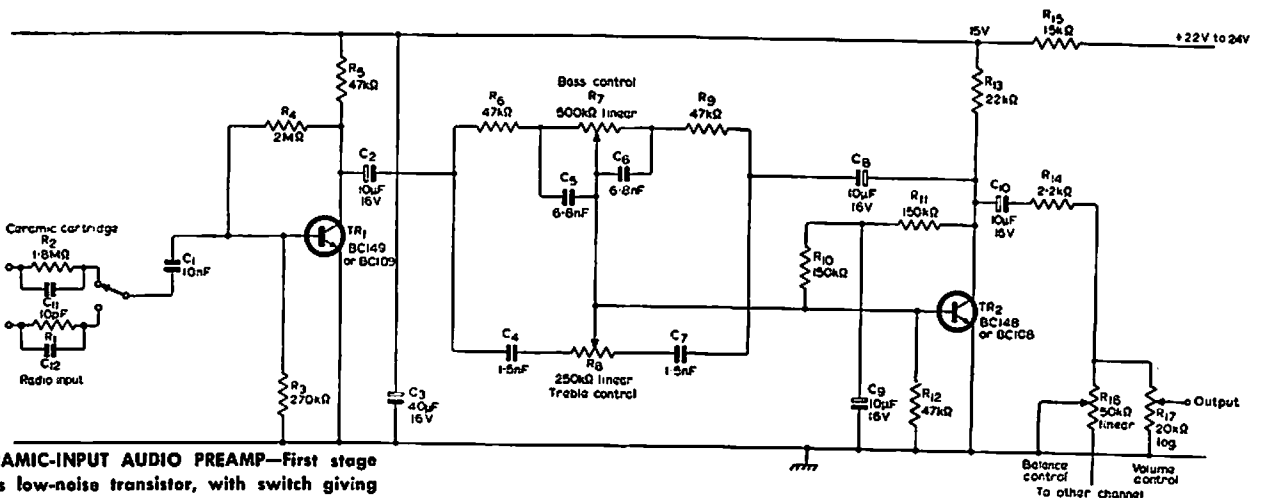 R15
15kΩ
15V
+22V to 24V
R5
47kΩ
R13
22kΩ
Bass control
R7
500kΩ linear
R6
47kΩ
R9
47kΩ
R4
2MΩ
C2
10µF
16V
C6
6·8nF
C5
6·8nF
C8
10µF
16V
C10
10µF
16V
R14
2·2kΩ
R11
150kΩ
R10
150kΩ
Ceramic cartridge
R2
1·8MΩ
C11
10pF
R1
C12
Radio input
C1
10nF
TR1
BC149
or BC109
TR2
BC148
or BC108
C4
1·5nF
C7
1·5nF
R8
250kΩ linear
Treble control
R3
270kΩ
C3
40µF
16V
C9
10µF
16V
R12
47kΩ
R16
50kΩ
linear
R17
20kΩ
log
Output
Balance
control
Volume
control
To other channel
AMIC-INPUT AUDIO PREAMP—First stage
s low-noise transistor, with switch giving